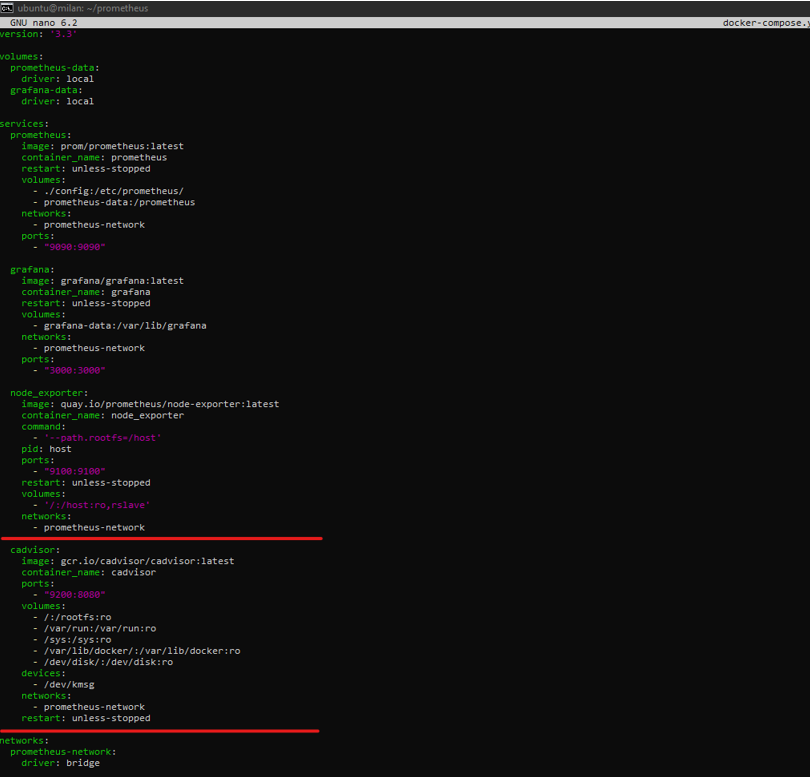 ubuntu@milan: ~/prometheus
GNU nano 6.2 docker-compose.y
version: '3.3'
volumes:
  prometheus-data:
    driver: local
  grafana-data:
    driver: local
services:
  prometheus:
    image: prom/prometheus:latest
    container_name: prometheus
    restart: unless-stopped
    volumes:
      - ./config:/etc/prometheus/
      - prometheus-data:/prometheus
    networks:
      - prometheus-network
    ports:
      - "9090:9090"
  grafana:
    image: grafana/grafana:latest
    container_name: grafana
    restart: unless-stopped
    volumes:
      - grafana-data:/var/lib/grafana
    networks:
      - prometheus-network
    ports:
      - "3000:3000"
  node_exporter:
    image: quay.io/prometheus/node-exporter:latest
    container_name: node_exporter
    command:
      - '--path.rootfs=/host'
    pid: host
    ports:
      - "9100:9100"
    restart: unless-stopped
    volumes:
      - '/:/host:ro,rslave'
    networks:
      - prometheus-network
  cadvisor:
    image: gcr.io/cadvisor/cadvisor:latest
    container_name: cadvisor
    ports:
      - "9200:8080"
    volumes:
      - /:/rootfs:ro
      - /var/run:/var/run:ro
      - /sys:/sys:ro
      - /var/lib/docker/:/var/lib/docker:ro
      - /dev/disk/:/dev/disk:ro
    devices:
      - /dev/kmsg
    networks:
      - prometheus-network
    restart: unless-stopped
networks:
  prometheus-network:
    driver: bridge